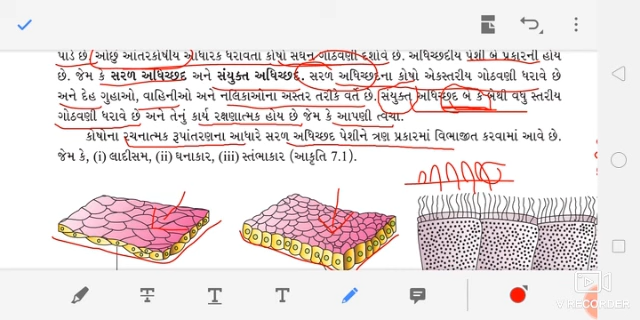 પાડે છે. ઓછું આંતરકોષીય આધારક ધરાવતા કોષો સઘન ગોઠવણી દર્શાવે છે. અધિચ્છદીય પેશી બે પ્રકારની હોય
છે. જેમ કે સરળ અધિચ્છદ અને સંયુક્ત અધિચ્છદ. સરળ અધિચ્છદના કોષો એકસ્તરીય ગોઠવણી ધરાવે છે
અને દેહ ગુહાઓ, વાહિનીઓ અને નલિકાઓના અસ્તર તરીકે વર્તે છે. સંયુક્ત અધિચ્છદ બે કે બેથી વધુ સ્તરીય
ગોઠવણી ધરાવે છે અને તેનું કાર્ય રક્ષણાત્મક હોય છે જેમ કે આપણી ત્વચા.
કોષોના રચનાત્મક રૂપાંતરણના આધારે સરળ અધિચ્છદ પેશીને ત્રણ પ્રકારમાં વિભાજીત કરવામાં આવે છે.
જેમ કે, (i) લાદીસમ, (ii) ઘનાકાર, (iii) સ્તંભાકાર (આકૃતિ 7.1).
T T T
V RECORDER